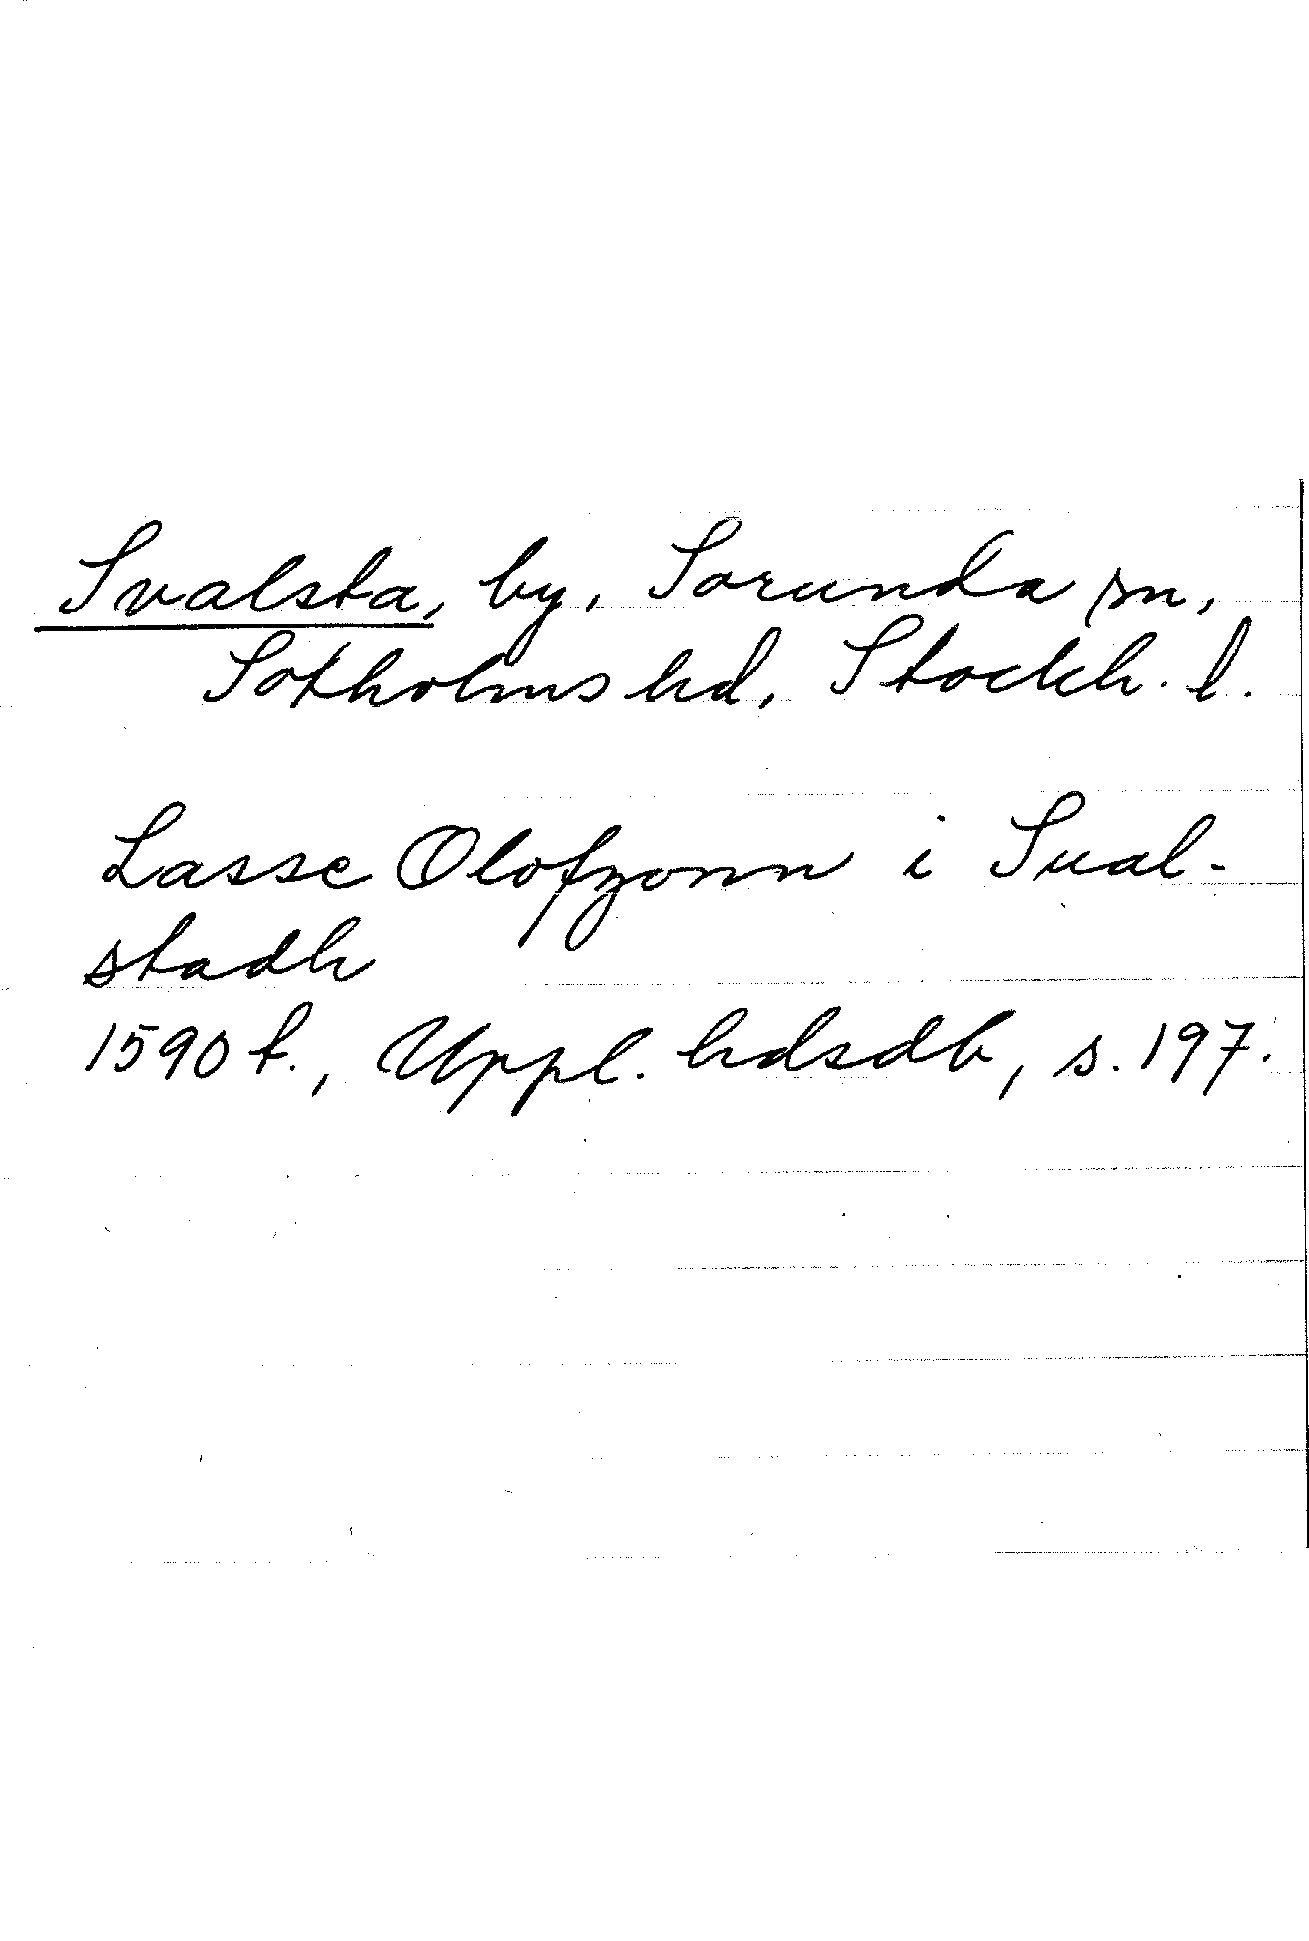 Svalsta, by, Sorunda sn,
Sotholms hd, Stockh. l.
Lasse Olofzonn i Sual-
stadh
1590 t., Uppl. hdsdb, s. 197.